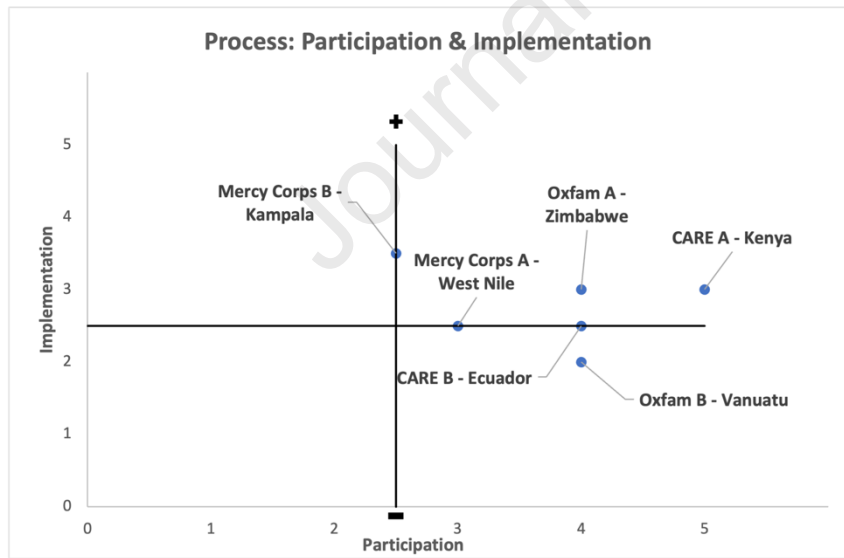 Journal
Process: Participation & Implementation
+
5
4
3
2
1
0
Implementation
Mercy Corps B -
Kampala
Oxfam A -
Zimbabwe
CARE A - Kenya
Mercy Corps A -
West Nile
CARE B - Ecuador
Oxfam B - Vanuatu
0 1 2 3 4 5
Participation